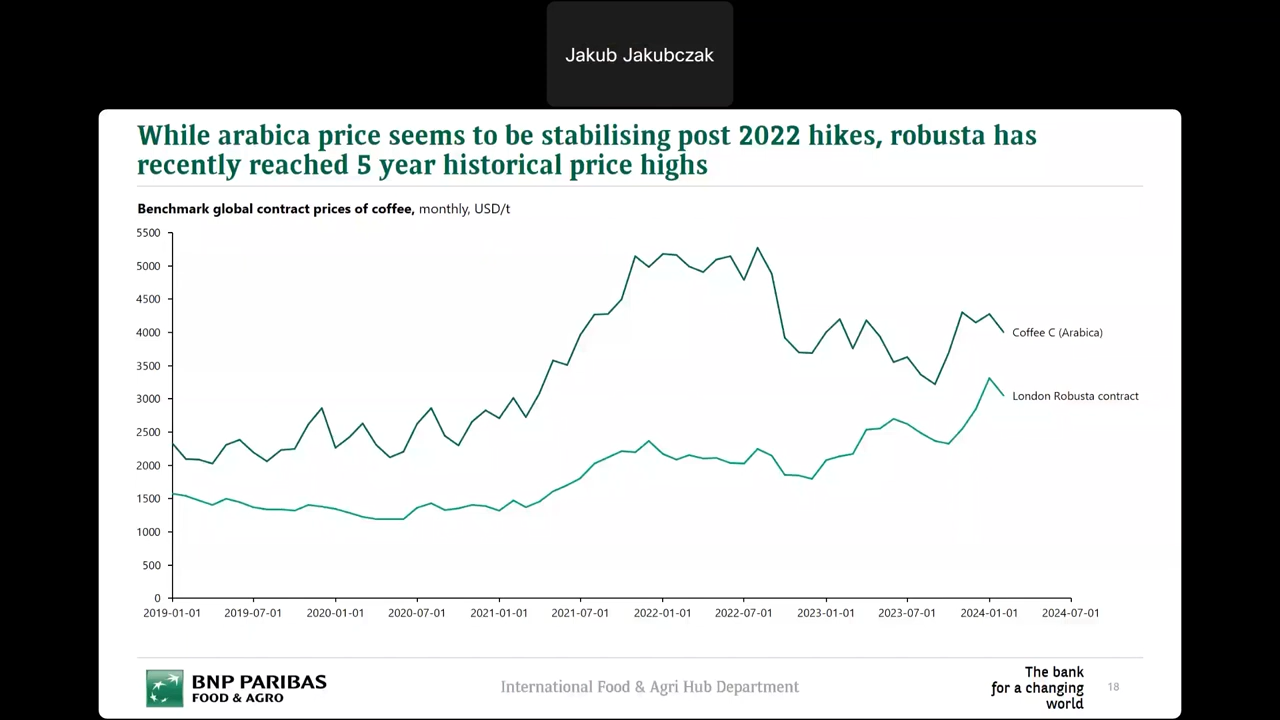 Jakub Jakubczak
While arabica price seems to be stabilising post 2022 hikes, robusta has
recently reached 5 year historical price highs
Benchmark global contract prices of coffee, monthly, USD/t
5500
5000
4500
4000
3500
3000
2500
2000
1500
1000
500
0
Coffee C (Arabica)
London Robusta contract
2019-01-01 2019-07-01 2020-01-01 2020-07-01 2021-01-01 2021-07-01 2022-01-01 2022-07-01 2023-01-01 2023-07-01 2024-01-01 2024-07-01
BNP PARIBAS
FOOD & AGRO
International Food & Agri Hub Department
The bank
for a changing
world
18